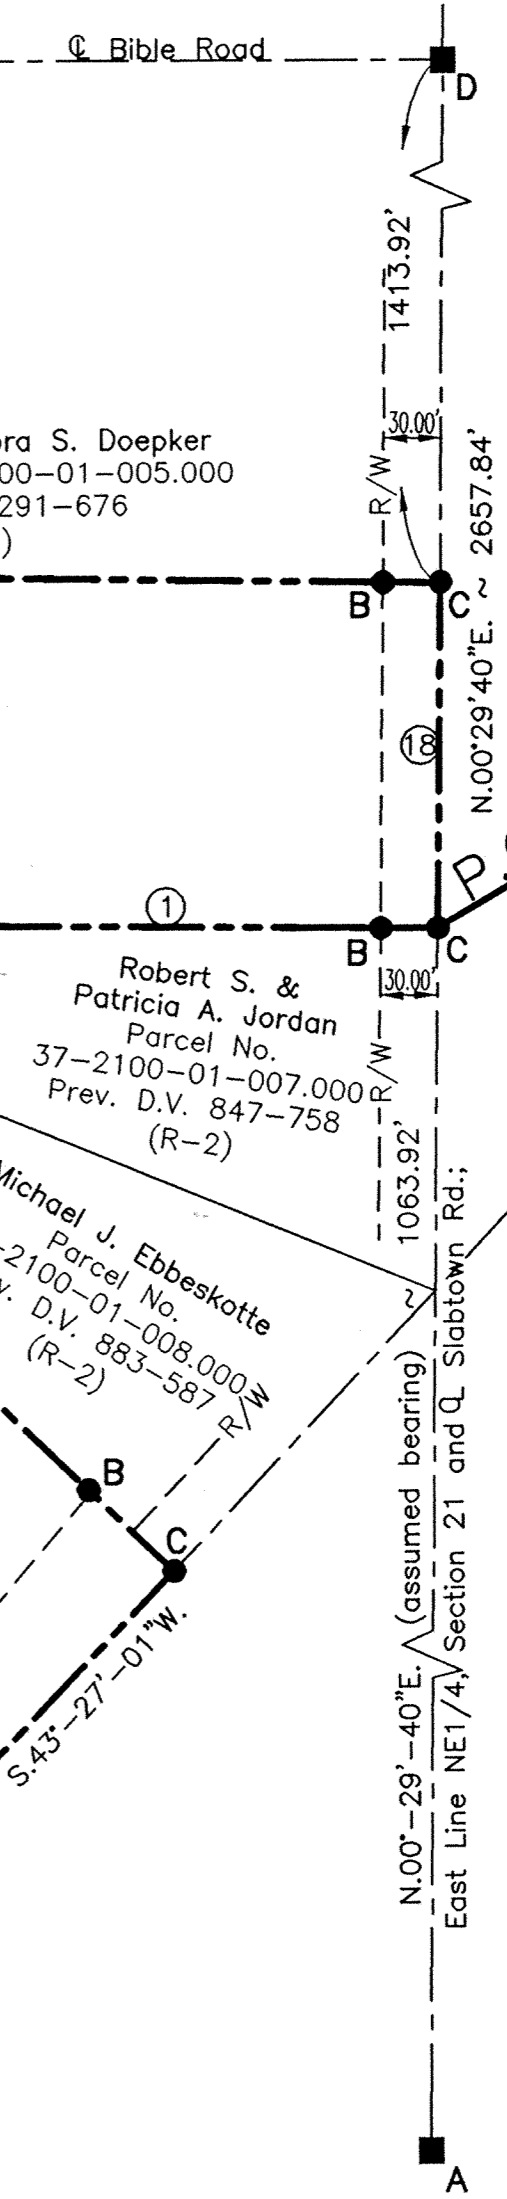 ℄ Bible Road
D
1413.92'
30.00'
ora S. Doepker
00-01-005.000
291-676
)
R/W
B
C
N.00°29'40"E. ~ 2657.84'
18
P.
1
B
C
30.00'
Robert S. &
Patricia A. Jordan
Parcel No.
37-2100-01-007.000
Prev. D.V. 847-758
(R-2)
R/W
1063.92'
~
Michael J. Ebbeskotte
Parcel No.
-2100-01-008.000
v. D.V. 883-587
(R-2)
R/W
B
C
S.43°-27'-01"W.
N.00°-29'-40"E. (assumed bearing)
East Line NE1/4, Section 21 and ℄ Slabtown Rd.;
A